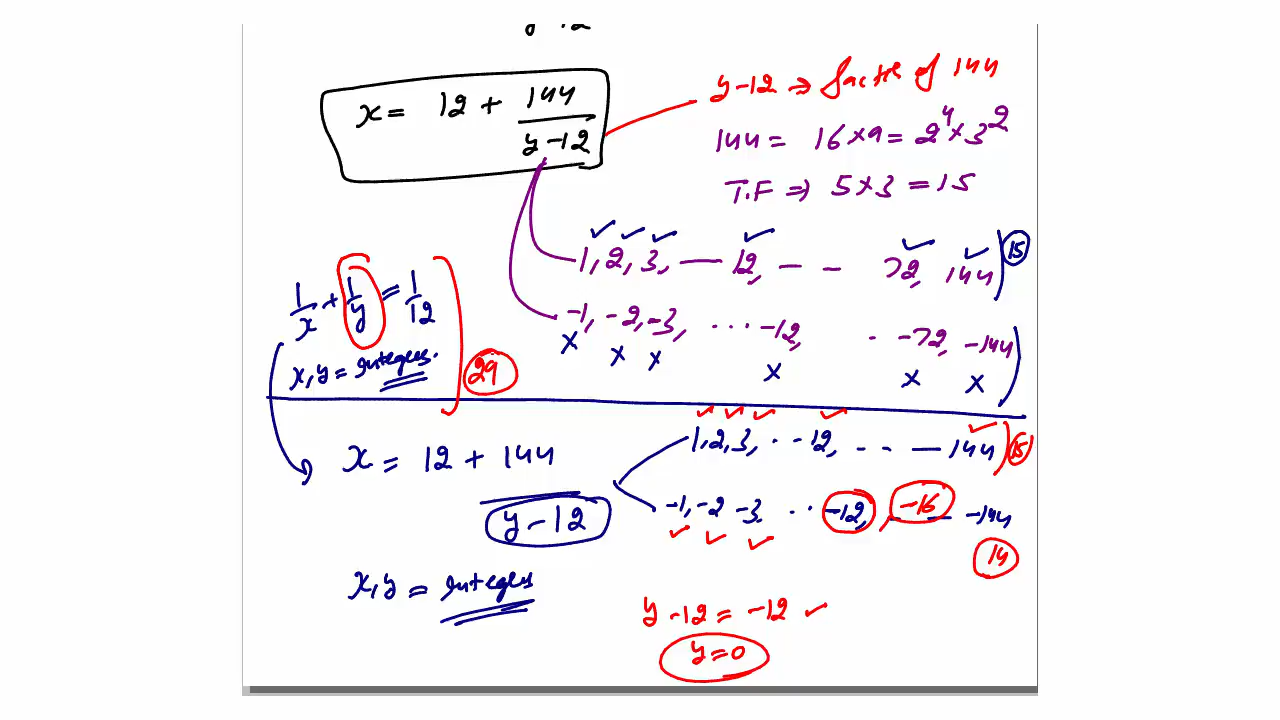 x = 12 + 144 / y-12
y-12 ⇒ factor of 144
144 = 16×9 = 2^4×3^2
T.F ⇒ 5×3 = 15
1, 2, 3, — 12, – – 72, 144) 15
-1, -2, -3, ... -12, . . -72, -144)
x x x x x x
1/x + 1/y = 1/12
x, y = integers.
29
x = 12 + 144 / y-12
1, 2, 3, . . 12, – – — 144) 15
-1, -2 -3. .. -12, -16 — -144
14
x, y = integers
y-12 = -12 ✓
y=0